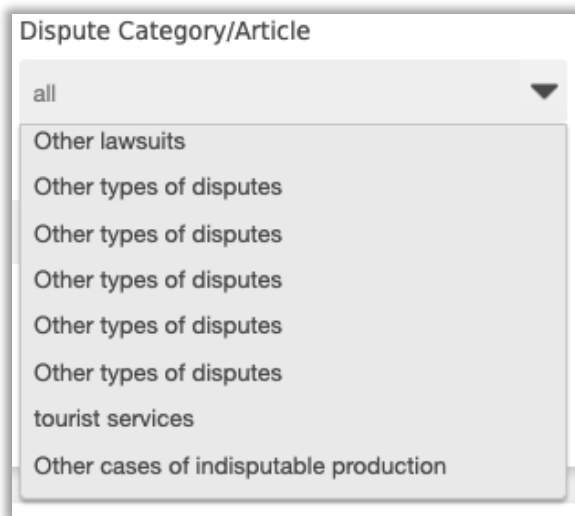 Dispute Category/Article
all
Other lawsuits
Other types of disputes
Other types of disputes
Other types of disputes
Other types of disputes
Other types of disputes
tourist services
Other cases of indisputable production